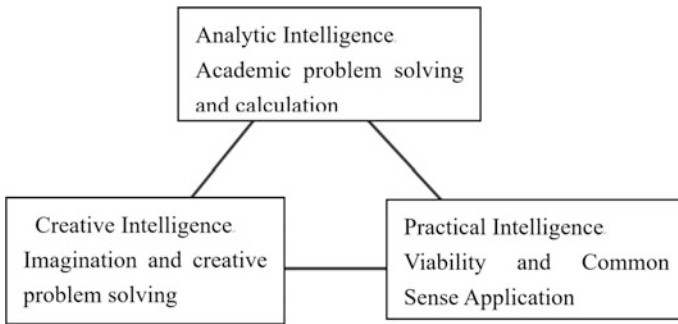 Analytic Intelligence
Academic problem solving
and calculation
Creative Intelligence
Imagination and creative
problem solving
Practical Intelligence
Viability and Common
Sense Application